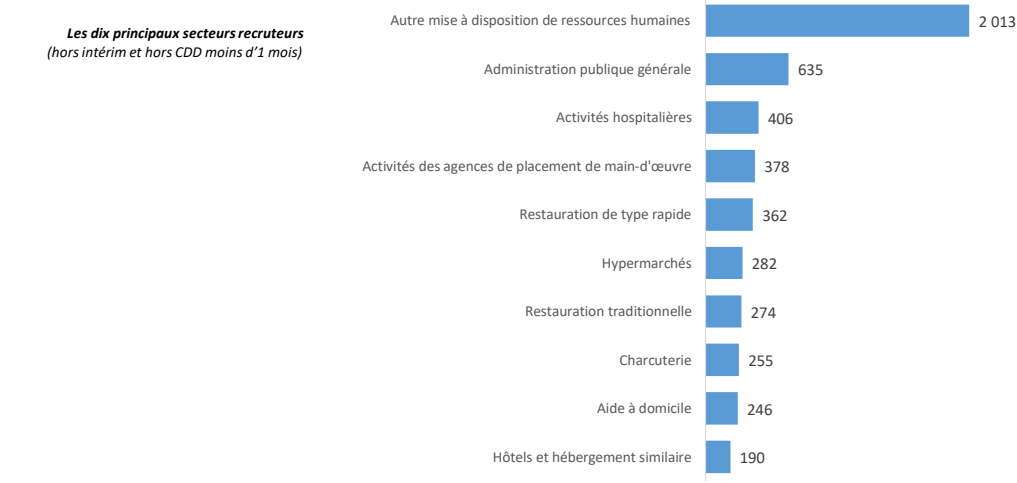 Les dix principaux secteurs recruteurs
(hors intérim et hors CDD moins d'1 mois)
Autre mise à disposition de ressources humaines 2 013
Administration publique générale 635
Activités hospitalières 406
Activités des agences de placement de main-d'œuvre 378
Restauration de type rapide 362
Hypermarchés 282
Restauration traditionnelle 274
Charcuterie 255
Aide à domicile 246
Hôtels et hébergement similaire 190